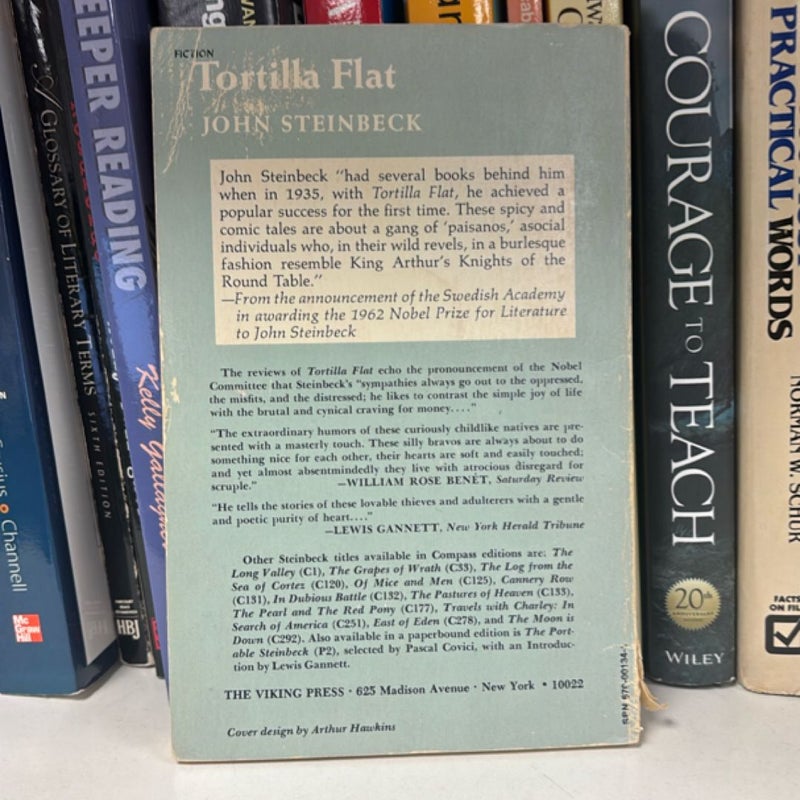 FICTION
Tortilla Flat
JOHN STEINBECK
John Steinbeck "had several books behind him
when in 1935, with Tortilla Flat, he achieved a
popular success for the first time. These spicy and
comic tales are about a gang of 'paisanos,' asocial
individuals who, in their wild revels, in a burlesque
fashion resemble King Arthur's Knights of the
Round Table."
—From the announcement of the Swedish Academy
in awarding the 1962 Nobel Prize for Literature
to John Steinbeck
The reviews of Tortilla Flat echo the pronouncement of the Nobel
Committee that Steinbeck's "sympathies always go out to the oppressed,
the misfits, and the distressed; he likes to contrast the simple joy of life
with the brutal and cynical craving for money...."
"The extraordinary humors of these curiously childlike natives are pre-
sented with a masterly touch. These silly bravos are always about to do
something nice for each other, their hearts are soft and easily touched;
and yet almost absentmindedly they live with atrocious disregard for
scruple." —WILLIAM ROSE BENÉT, Saturday Review
"He tells the stories of these lovable thieves and adulterers with a gentle
and poetic purity of heart...."
—LEWIS GANNETT, New York Herald Tribune
Other Steinbeck titles available in Compass editions are: The
Long Valley (C1), The Grapes of Wrath (C33), The Log from the
Sea of Cortez (C120), Of Mice and Men (C125), Cannery Row
(C131), In Dubious Battle (C132), The Pastures of Heaven (C133),
The Pearl and The Red Pony (C177), Travels with Charley: In
Search of America (C251), East of Eden (C278), and The Moon is
Down (C292). Also available in a paperbound edition is The Port-
able Steinbeck (P2), selected by Pascal Covici, with an Introduc-
tion by Lewis Gannett.
THE VIKING PRESS · 625 Madison Avenue · New York · 10022
Cover design by Arthur Hawkins
Channell
Mc
Graw
Hill
A GLOSSARY OF LITERARY TERMS SIXTH EDITION
HBJ
EEPER READING
Kelly Gallagher
COURAGE TO TEACH
20th
ANNIVERSARY
WILEY
PRACTICAL WORDS
NORMAN W. SCHUR
FACTS
ON FIL